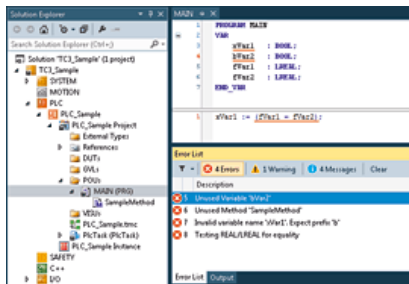 Solution Explorer
Search Solution Explorer (Ctrl+;)
Solution 'TC3_Sample' (1 project)
TC3_Sample
SYSTEM
MOTION
PLC
PLC_Sample
PLC_Sample Project
External Types
References
DUTs
GVLs
POUs
MAIN (PRG)
SampleMethod
VISUs
PLC_Sample.tmc
PlcTask (PlcTask)
PLC_Sample Instance
SAFETY
C++
I/O
MAIN
1 PROGRAM MAIN
2 VAR
3 xVar1 : BOOL;
4 bVar2 : BOOL;
5 fVar1 : LREAL;
6 fVar2 : LREAL;
7 END_VAR
1 xVar1 := (fVar1 = fVar2);
Error List
4 Errors 1 Warning 4 Messages Clear
Description
5 Unused Variable 'bVar2'
6 Unused Method 'SampleMethod'
7 Invalid variable name 'xVar1'. Expect prefix 'b'
8 Testing REAL/LREAL for equality
Error List Output